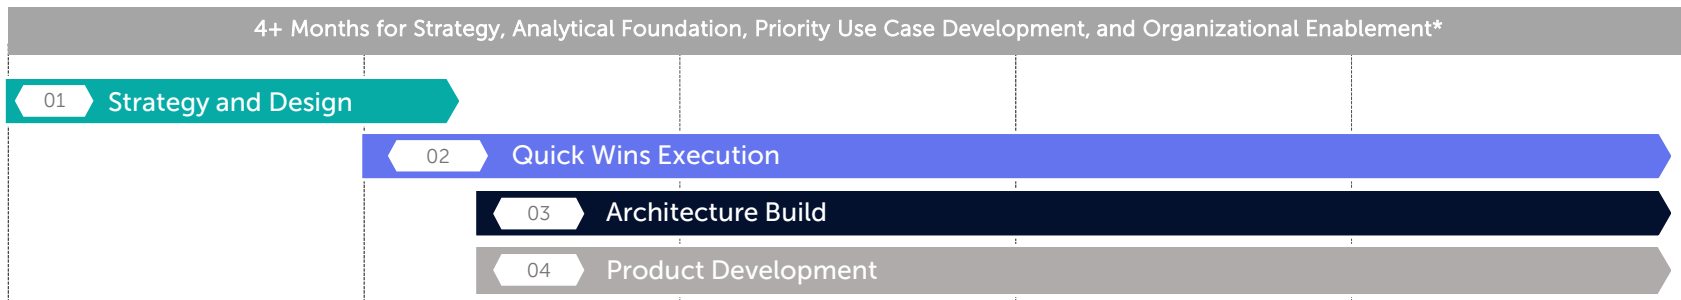 4+ Months for Strategy, Analytical Foundation, Priority Use Case Development, and Organizational Enablement*
01 Strategy and Design
02 Quick Wins Execution
03 Architecture Build
04 Product Development